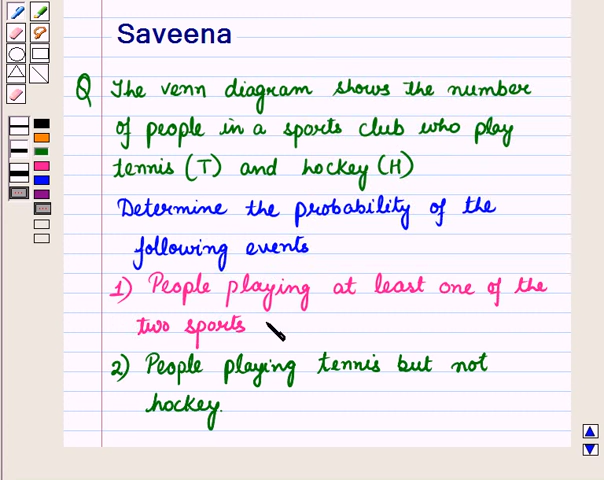 Saveena
Q The venn diagram shows the number
of people in a sports club who play
tennis (T) and hockey (H)
Determine the probability of the
following events
1) People playing at least one of the
two sports
2) People playing tennis but not
hockey.